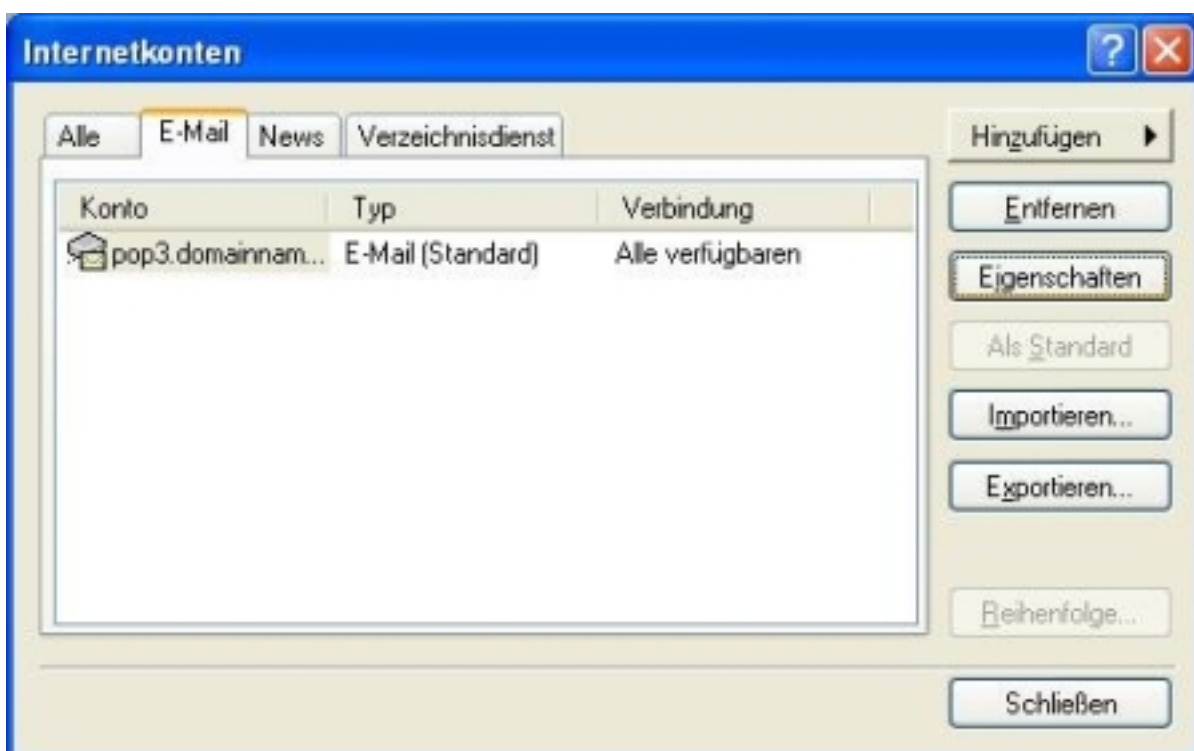 Internetkonten
Alle E-Mail News Verzeichnisdienst
Konto Typ Verbindung
pop3.domainnam... E-Mail (Standard) Alle verfügbaren
Hinzufügen
Entfernen
Eigenschaften
Als Standard
Importieren...
Exportieren...
Reihenfolge...
Schließen